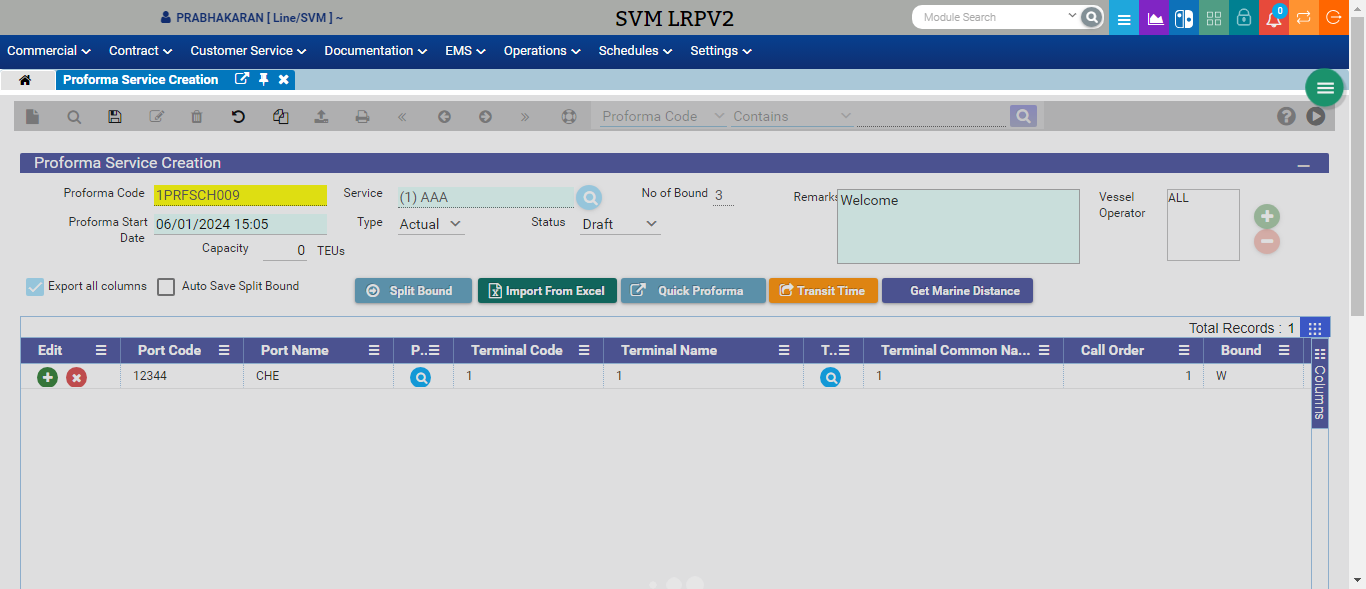 PRABHAKARAN [ Line/SVM ] ~
SVM LRPV2
Module Search
0
Commercial Contract Customer Service Documentation EMS Operations Schedules Settings
Proforma Service Creation
Proforma Code Contains
Proforma Service Creation
Proforma Code 1PRFSCH009 Service (1) AAA No of Bound 3 Remarks Welcome Vessel Operator ALL
Proforma Start Date 06/01/2024 15:05 Type Actual Status Draft
Capacity 0 TEUs
Export all columns Auto Save Split Bound Split Bound Import From Excel Quick Proforma Transit Time Get Marine Distance
Total Records : 1
Edit Port Code Port Name P.. Terminal Code Terminal Name T.. Terminal Common Na... Call Order Bound
12344 CHE 1 1 1 1 W
Columns